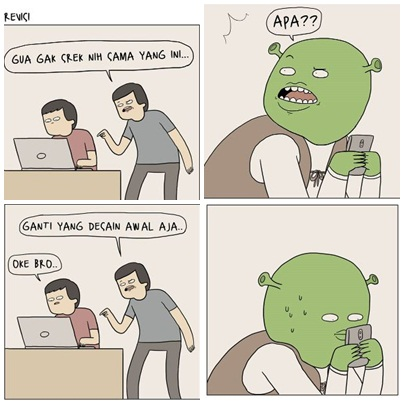 REVISI
GUA GAK SREK NIH SAMA YANG INI...
APA??
GANTI YANG DESAIN AWAL AJA..
OKE BRO..